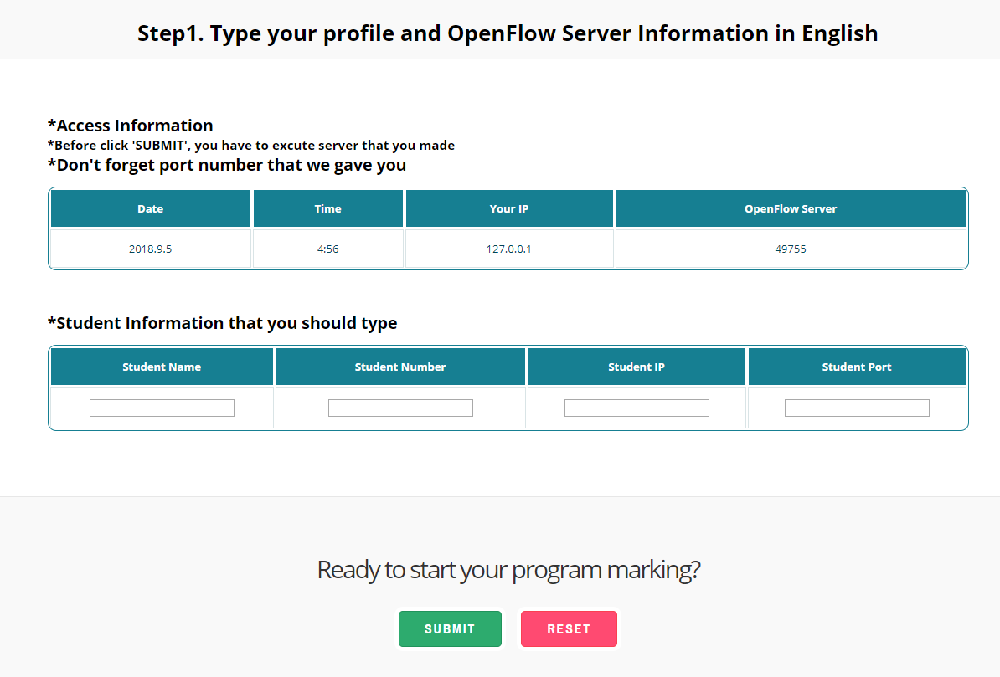 Step1. Type your profile and OpenFlow Server Information in English
*Access Information
*Before click 'SUBMIT', you have to excute server that you made
*Don't forget port number that we gave you
Date Time Your IP OpenFlow Server
2018.9.5 4:56 127.0.0.1 49755
*Student Information that you should type
Student Name Student Number Student IP Student Port
Ready to start your program marking?
SUBMIT RESET